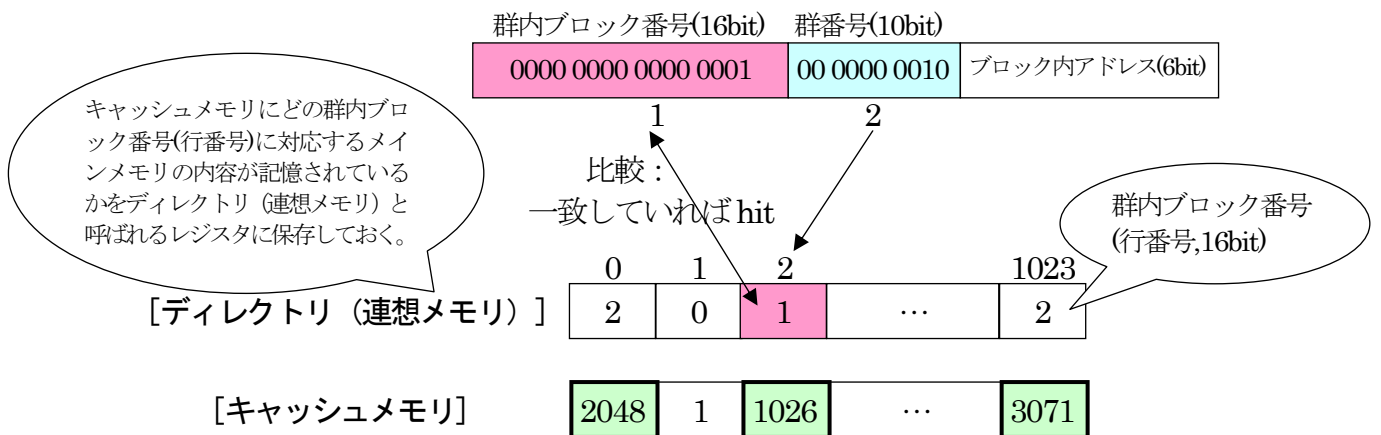 群内ブロック番号(16bit) 群番号(10bit)
0000 0000 0000 0001 00 0000 0010 ブロック内アドレス(6bit)
1 2
キャッシュメモリにどの群内ブロ
ック番号(行番号)に対応するメイ
ンメモリの内容が記憶されている
かをディレクトリ（連想メモリ）と
呼ばれるレジスタに保存しておく。
比較：
一致していれば hit
群内ブロック番号
(行番号,16bit)
0 1 2 1023
［ディレクトリ（連想メモリ）］ 2 0 1 … 2
［キャッシュメモリ］ 2048 1 1026 … 3071